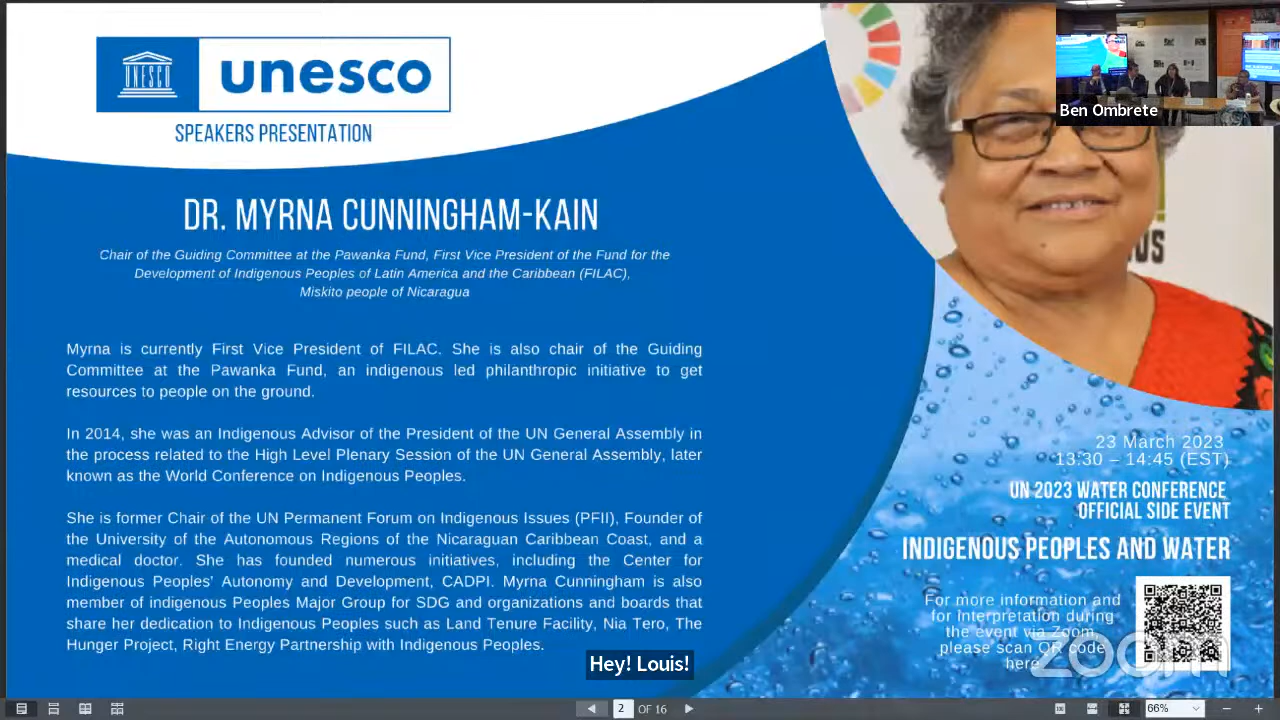 UNESCO
unesco
SPEAKERS PRESENTATION
Ben Ombrete
DR. MYRNA CUNNINGHAM-KAIN
Chair of the Guiding Committee at the Pawanka Fund, First Vice President of the Fund for the
Development of Indigenous Peoples of Latin America and the Caribbean (FILAC),
Miskito people of Nicaragua
Myrna is currently First Vice President of FILAC. She is also chair of the Guiding
Committee at the Pawanka Fund, an indigenous led philanthropic initiative to get
resources to people on the ground.
In 2014, she was an Indigenous Advisor of the President of the UN General Assembly in
the process related to the High Level Plenary Session of the UN General Assembly, later
known as the World Conference on Indigenous Peoples.
She is former Chair of the UN Permanent Forum on Indigenous Issues (PFII), Founder of
the University of the Autonomous Regions of the Nicaraguan Caribbean Coast, and a
medical doctor. She has founded numerous initiatives, including the Center for
Indigenous Peoples' Autonomy and Development, CADPI. Myrna Cunningham is also
member of indigenous Peoples Major Group for SDG and organizations and boards that
share her dedication to Indigenous Peoples such as Land Tenure Facility, Nia Tero, The
Hunger Project, Right Energy Partnership with Indigenous Peoples.
23 March 2023
13:30 – 14:45 (EST)
UN 2023 WATER CONFERENCE
OFFICIAL SIDE EVENT
INDIGENOUS PEOPLES AND WATER
For more information and
for Interpretation during
the event via Zoom,
please scan QR code
here
zoom
Hey! Louis!
2 OF 16
66%